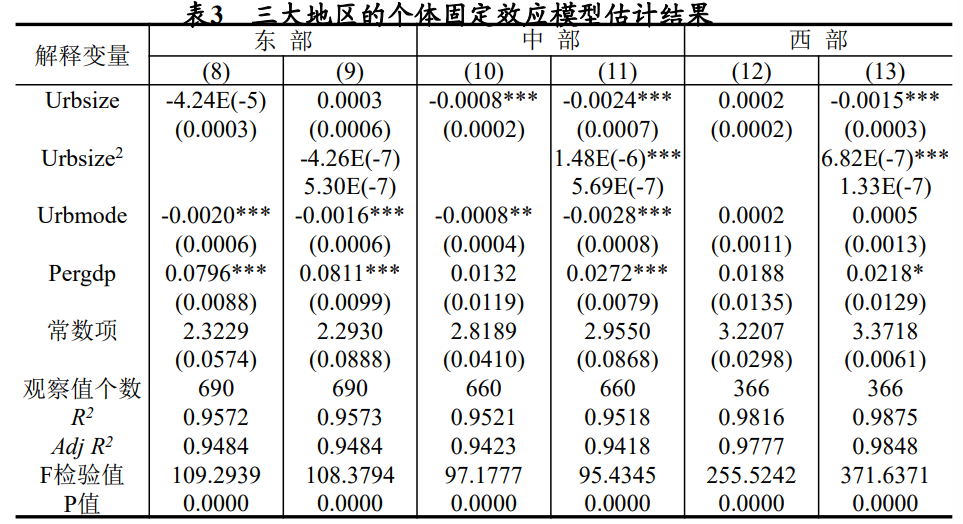 表3 三大地区的个体固定效应模型估计结果
解释变量 东 部 中 部 西 部
(8) (9) (10) (11) (12) (13)
Urbsize -4.24E(-5) 0.0003 -0.0008*** -0.0024*** 0.0002 -0.0015***
(0.0003) (0.0006) (0.0002) (0.0007) (0.0002) (0.0003)
Urbsize² -4.26E(-7) 1.48E(-6)*** 6.82E(-7)***
5.30E(-7) 5.69E(-7) 1.33E(-7)
Urbmode -0.0020*** -0.0016*** -0.0008** -0.0028*** 0.0002 0.0005
(0.0006) (0.0006) (0.0004) (0.0008) (0.0011) (0.0013)
Pergdp 0.0796*** 0.0811*** 0.0132 0.0272*** 0.0188 0.0218*
(0.0088) (0.0099) (0.0119) (0.0079) (0.0135) (0.0129)
常数项 2.3229 2.2930 2.8189 2.9550 3.2207 3.3718
(0.0574) (0.0888) (0.0410) (0.0868) (0.0298) (0.0061)
观察值个数 690 690 660 660 366 366
R² 0.9572 0.9573 0.9521 0.9518 0.9816 0.9875
Adj R² 0.9484 0.9484 0.9423 0.9418 0.9777 0.9848
F检验值 109.2939 108.3794 97.1777 95.4345 255.5242 371.6371
P值 0.0000 0.0000 0.0000 0.0000 0.0000 0.0000